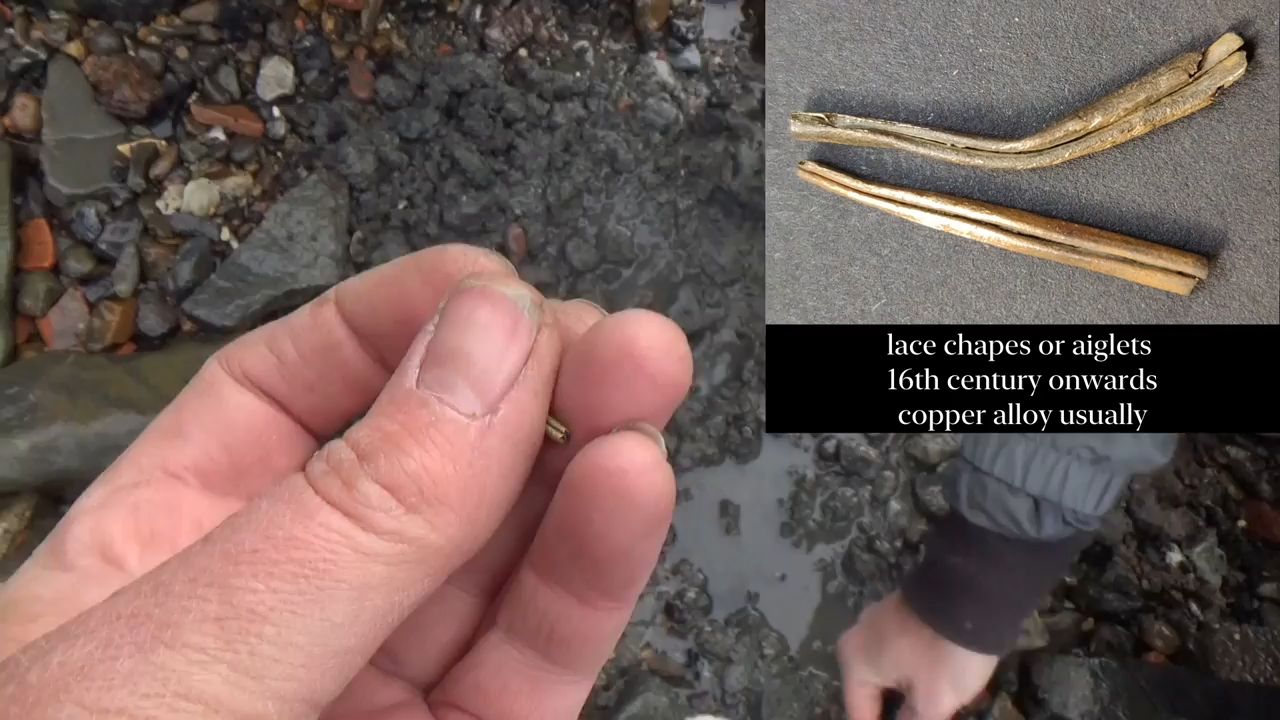 lace chapes or aiglets
16th century onwards
copper alloy usually